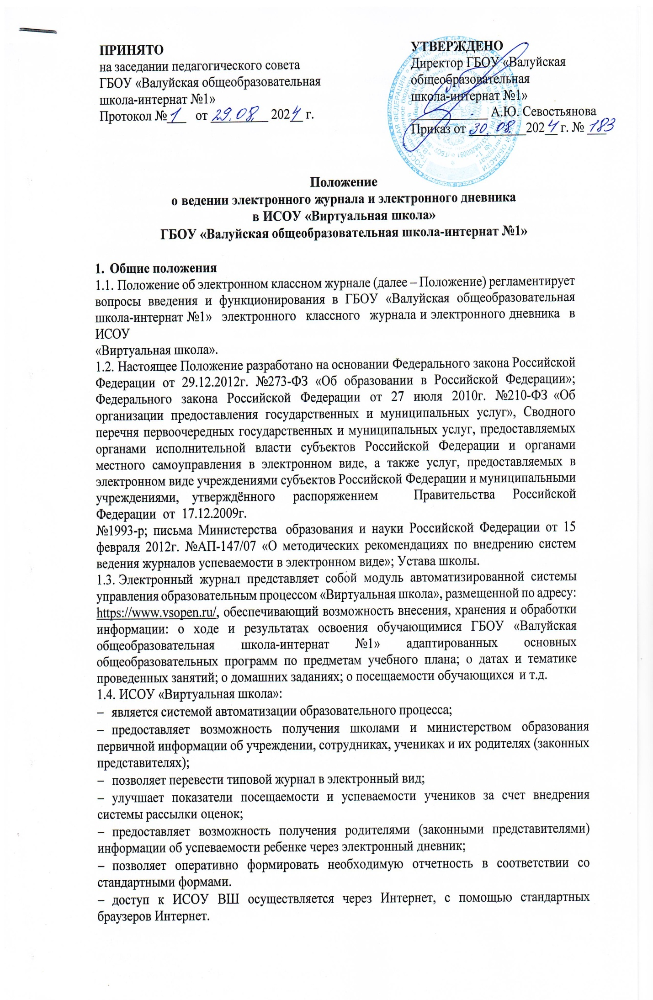 ПРИНЯТО
на заседании педагогического совета
ГБОУ «Валуйская общеобразовательная
школа-интернат №1»
Протокол № 1 от 29.08. 2024 г.
УТВЕРЖДЕНО
Директор ГБОУ «Валуйская
общеобразовательная
школа-интернат №1»
____________ А.Ю. Севостьянова
Приказ от 30.08. 2024 г. № 183
Положение
о ведении электронного журнала и электронного дневника
в ИСОУ «Виртуальная школа»
ГБОУ «Валуйская общеобразовательная школа-интернат №1»
1. Общие положения
1.1. Положение об электронном классном журнале (далее – Положение) регламентирует
вопросы введения и функционирования в ГБОУ «Валуйская общеобразовательная
школа-интернат №1» электронного классного журнала и электронного дневника в
ИСОУ
«Виртуальная школа».
1.2. Настоящее Положение разработано на основании Федерального закона Российской
Федерации от 29.12.2012г. №273-ФЗ «Об образовании в Российской Федерации»;
Федерального закона Российской Федерации от 27 июля 2010г. №210-ФЗ «Об
организации предоставления государственных и муниципальных услуг», Сводного
перечня первоочередных государственных и муниципальных услуг, предоставляемых
органами исполнительной власти субъектов Российской Федерации и органами
местного самоуправления в электронном виде, а также услуг, предоставляемых в
электронном виде учреждениями субъектов Российской Федерации и муниципальными
учреждениями, утверждённого распоряжением Правительства Российской
Федерации от 17.12.2009г.
№1993-р; письма Министерства образования и науки Российской Федерации от 15
февраля 2012г. №АП-147/07 «О методических рекомендациях по внедрению систем
ведения журналов успеваемости в электронном виде»; Устава школы.
1.3. Электронный журнал представляет собой модуль автоматизированной системы
управления образовательным процессом «Виртуальная школа», размещенной по адресу:
https://www.vsopen.ru/, обеспечивающий возможность внесения, хранения и обработки
информации: о ходе и результатах освоения обучающимися ГБОУ «Валуйская
общеобразовательная школа-интернат №1» адаптированных основных
общеобразовательных программ по предметам учебного плана; о датах и тематике
проведенных занятий; о домашних заданиях; о посещаемости обучающихся и т.д.
1.4. ИСОУ «Виртуальная школа»:
– является системой автоматизации образовательного процесса;
– предоставляет возможность получения школами и министерством образования
первичной информации об учреждении, сотрудниках, учениках и их родителях (законных
представителях);
– позволяет перевести типовой журнал в электронный вид;
– улучшает показатели посещаемости и успеваемости учеников за счет внедрения
системы рассылки оценок;
– предоставляет возможность получения родителями (законными представителями)
информации об успеваемости ребенке через электронный дневник;
– позволяет оперативно формировать необходимую отчетность в соответствии со
стандартными формами.
– доступ к ИСОУ ВШ осуществляется через Интернет, с помощью стандартных
браузеров Интернет.